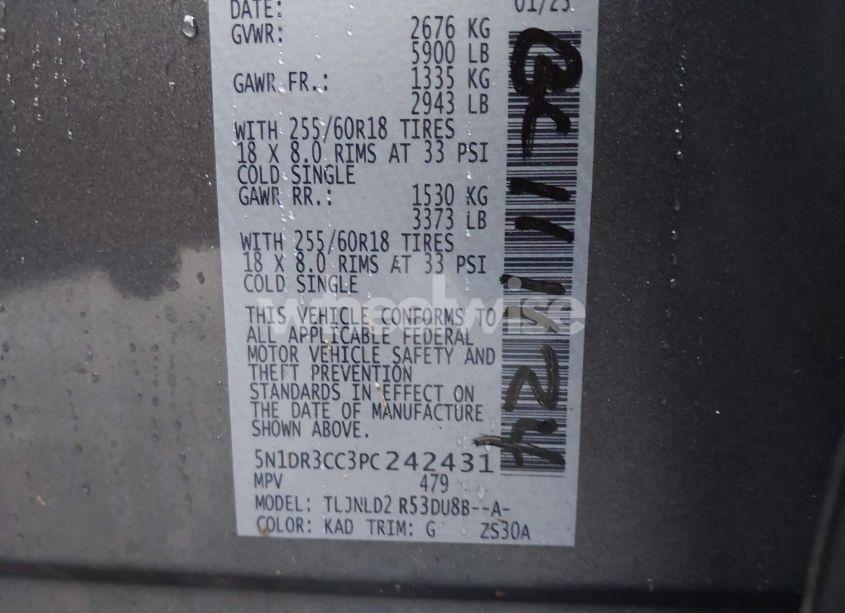 DATE: 01/23
GVWR: 2676 KG
5900 LB
GAWR FR.: 1335 KG
2943 LB
WITH 255/60R18 TIRES
18 X 8.0 RIMS AT 33 PSI
COLD SINGLE
GAWR RR.: 1530 KG
3373 LB
WITH 255/60R18 TIRES
18 X 8.0 RIMS AT 33 PSI
COLD SINGLE
THIS VEHICLE CONFORMS TO
ALL APPLICABLE FEDERAL
MOTOR VEHICLE SAFETY AND
THEFT PREVENTION
STANDARDS IN EFFECT ON
THE DATE OF MANUFACTURE
SHOWN ABOVE.
5N1DR3CC3PC242431
MPV 479
MODEL: TLJNLD2 R53DU8B--A-
COLOR: KAD TRIM: G ZS30A
wheelwise